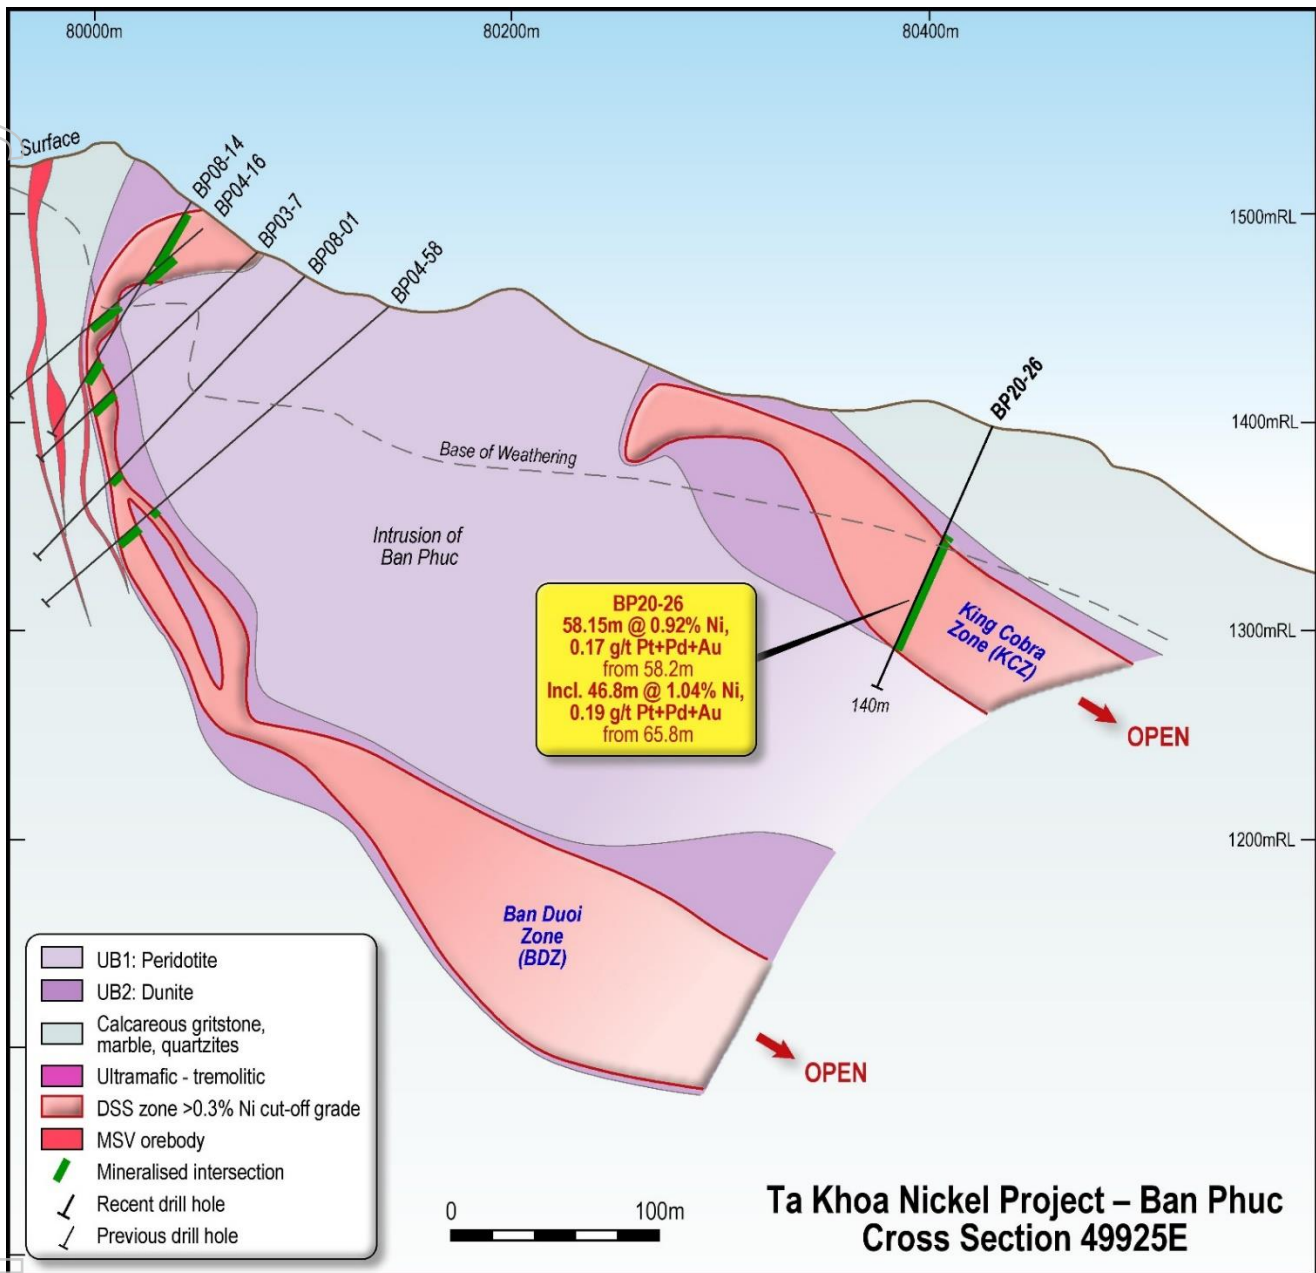 80000m
80200m
80400m
Surface
BP08-14
BP04-16
BP03-7
BP08-01
BP04-58
BP20-26
1500mRL
1400mRL
1300mRL
1200mRL
Base of Weathering
Intrusion of
Ban Phuc
BP20-26
58.15m @ 0.92% Ni,
0.17 g/t Pt+Pd+Au
from 58.2m
Incl. 46.8m @ 1.04% Ni,
0.19 g/t Pt+Pd+Au
from 65.8m
King Cobra
Zone (KCZ)
140m
OPEN
Ban Duoi
Zone
(BDZ)
OPEN
UB1: Peridotite
UB2: Dunite
Calcareous gritstone,
marble, quartzites
Ultramafic - tremolitic
DSS zone >0.3% Ni cut-off grade
MSV orebody
Mineralised intersection
Recent drill hole
Previous drill hole
0
100m
Ta Khoa Nickel Project – Ban Phuc
Cross Section 49925E